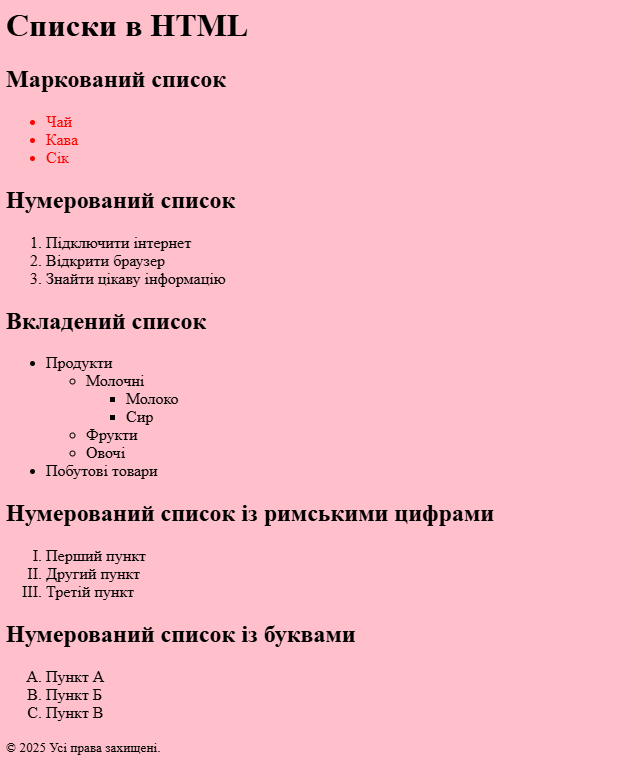 Списки в HTML
Маркований список
• Чай
• Кава
• Сік
Нумерований список
1. Підключити інтернет
2. Відкрити браузер
3. Знайти цікаву інформацію
Вкладений список
• Продукти
○ Молочні
▪ Молоко
▪ Сир
○ Фрукти
○ Овочі
• Побутові товари
Нумерований список із римськими цифрами
I. Перший пункт
II. Другий пункт
III. Третій пункт
Нумерований список із буквами
A. Пункт А
B. Пункт Б
C. Пункт В
© 2025 Усі права захищені.